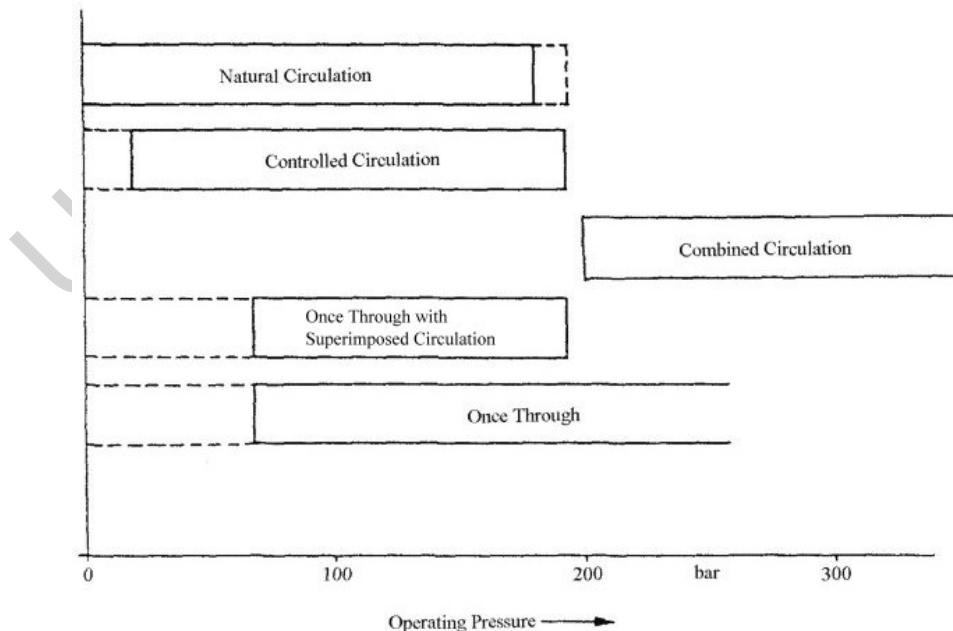 Natural Circulation
Controlled Circulation
Combined Circulation
Once Through with
Superimposed Circulation
Once Through
0 100 200 bar 300
Operating Pressure